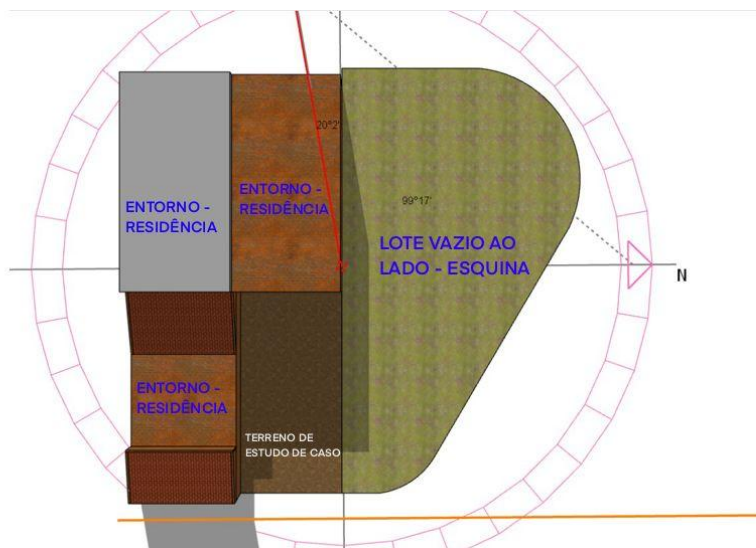 20°2'
99°17'
ENTORNO -
RESIDÊNCIA
ENTORNO -
RESIDÊNCIA
LOTE VAZIO AO
LADO - ESQUINA
N
ENTORNO -
RESIDÊNCIA
TERRENO DE
ESTUDO DE CASO